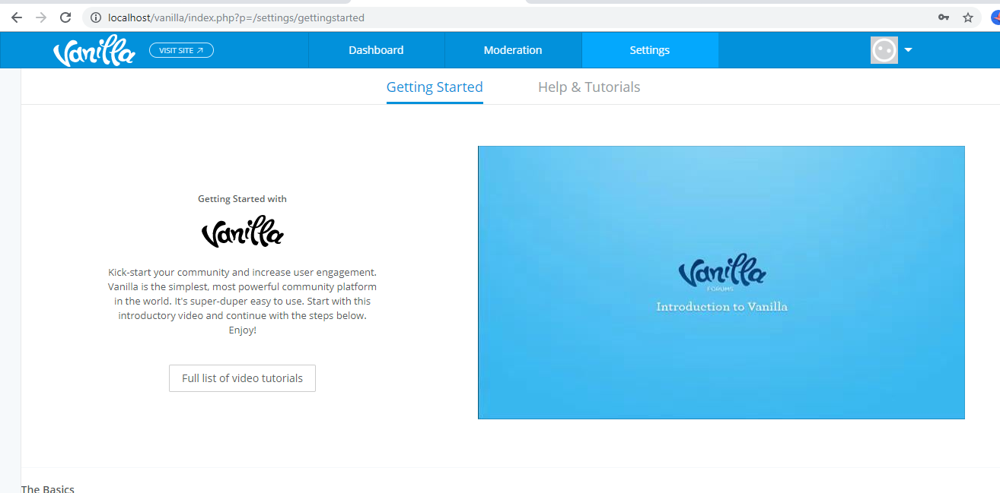 localhost/vanilla/index.php?p=/settings/gettingstarted
Vanilla
VISIT SITE
Dashboard
Moderation
Settings
Getting Started
Help & Tutorials
Getting Started with
Vanilla
Kick-start your community and increase user engagement.
Vanilla is the simplest, most powerful community platform
in the world. It's super-duper easy to use. Start with this
introductory video and continue with the steps below.
Enjoy!
Full list of video tutorials
Vanilla
FORUMS
Introduction to Vanilla
The Basics